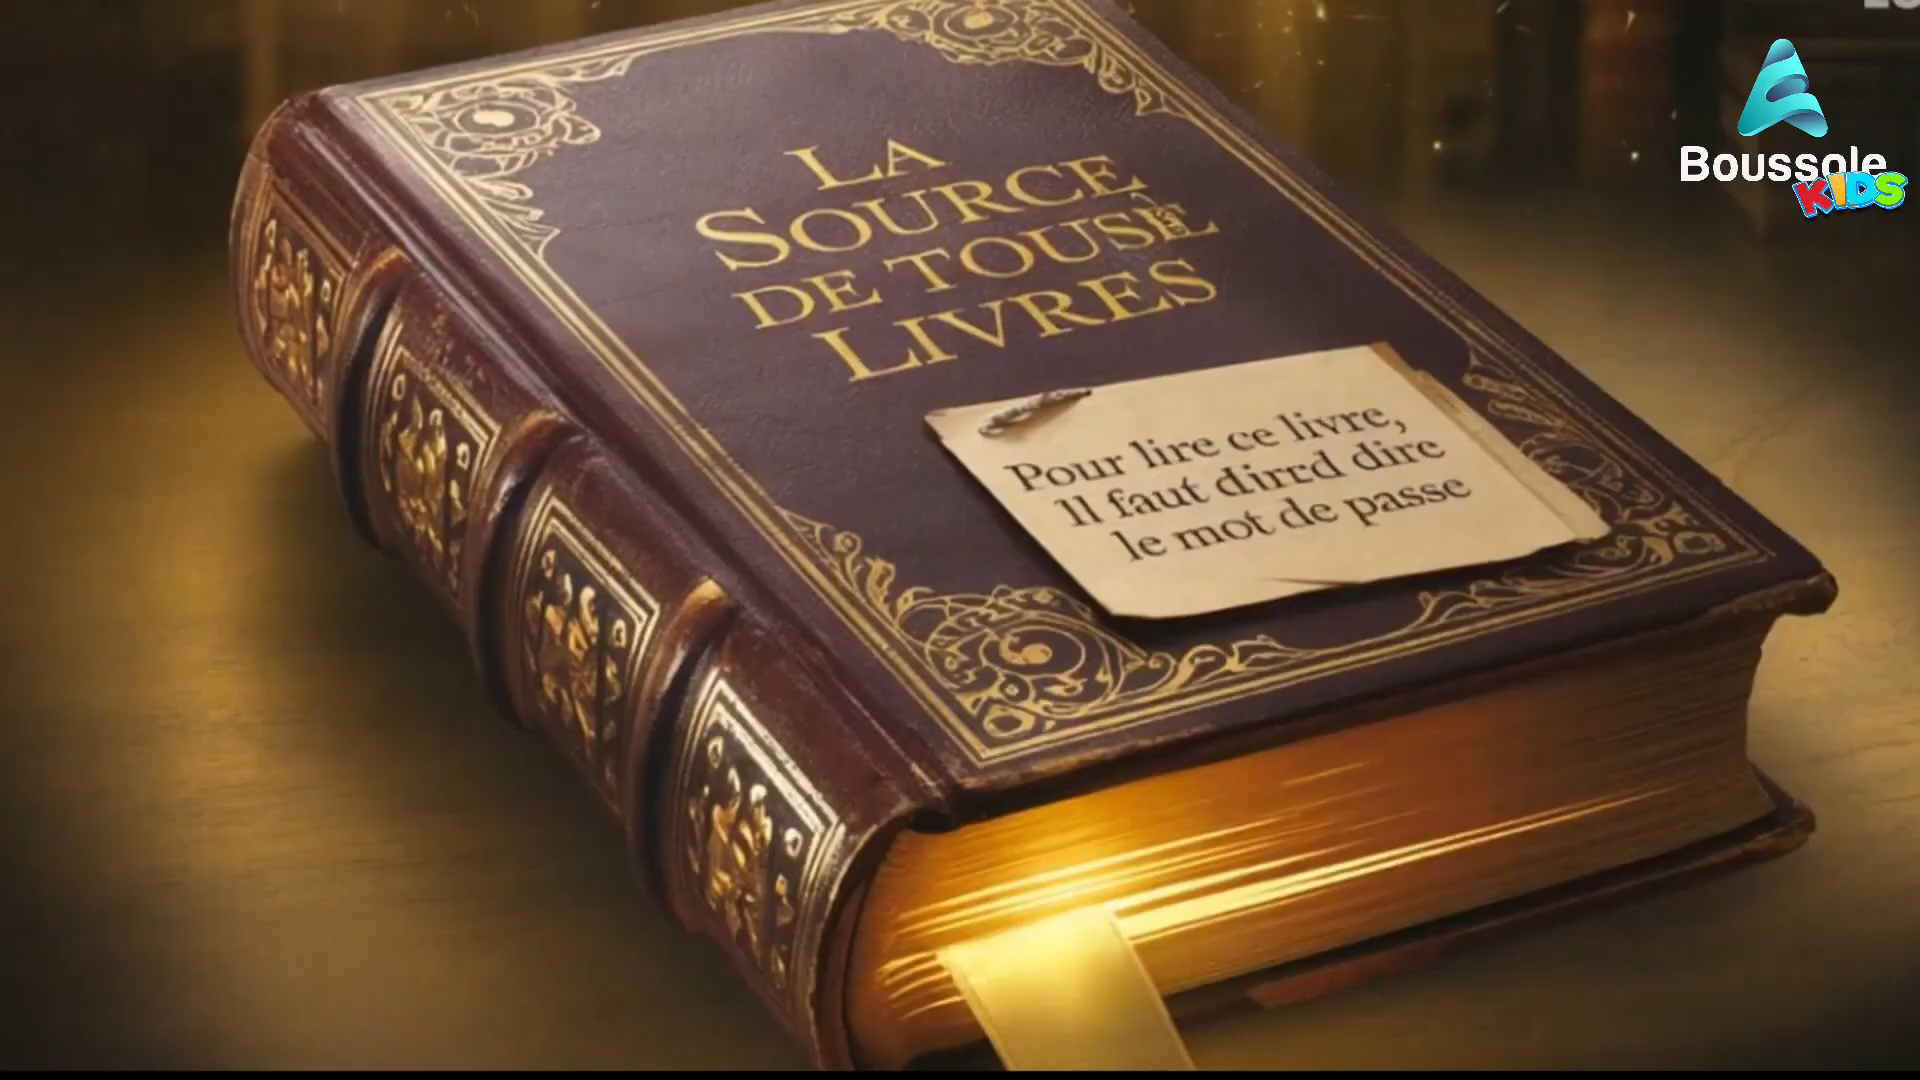 LA
SOURCE
DE TOUSE
LIVRES
Pour lire ce livre,
Il faut dirrd dire
le mot de passe
Boussole
KIDS